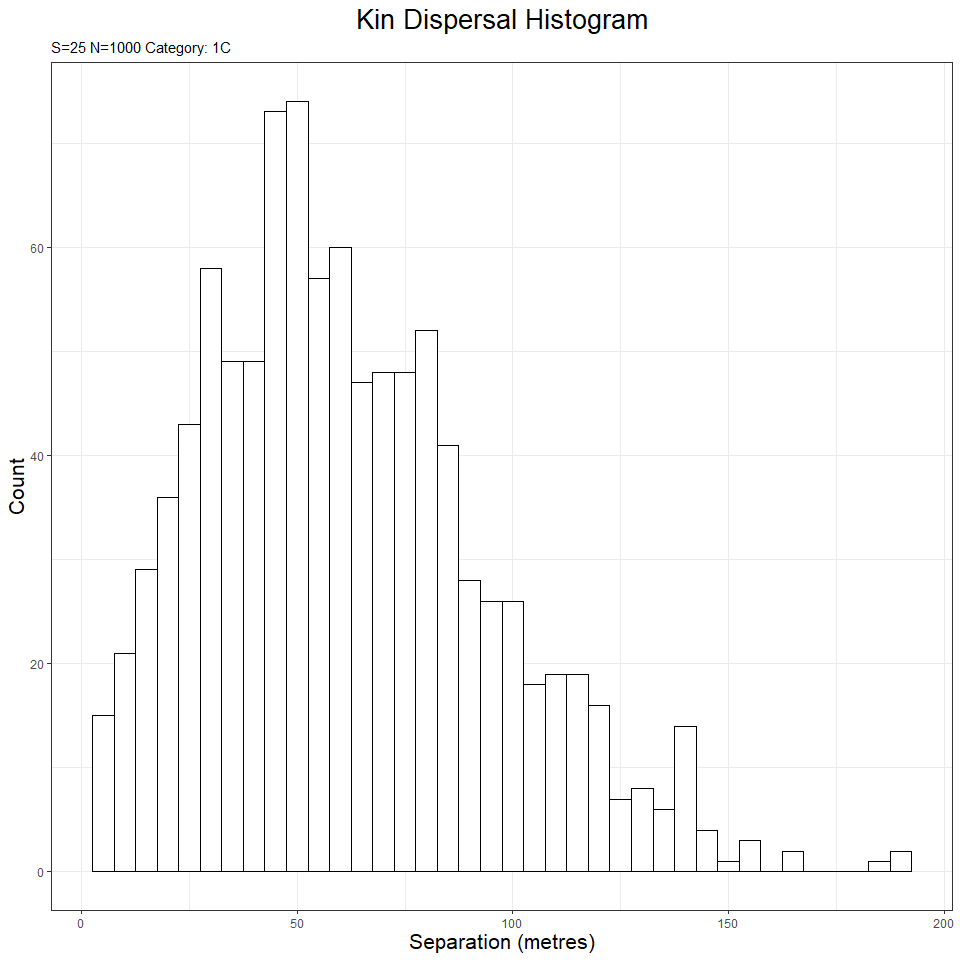 Kin Dispersal Histogram
S=25 N=1000 Category: 1C
Count
60
40
20
0
0 50 100 150 200
Separation (metres)